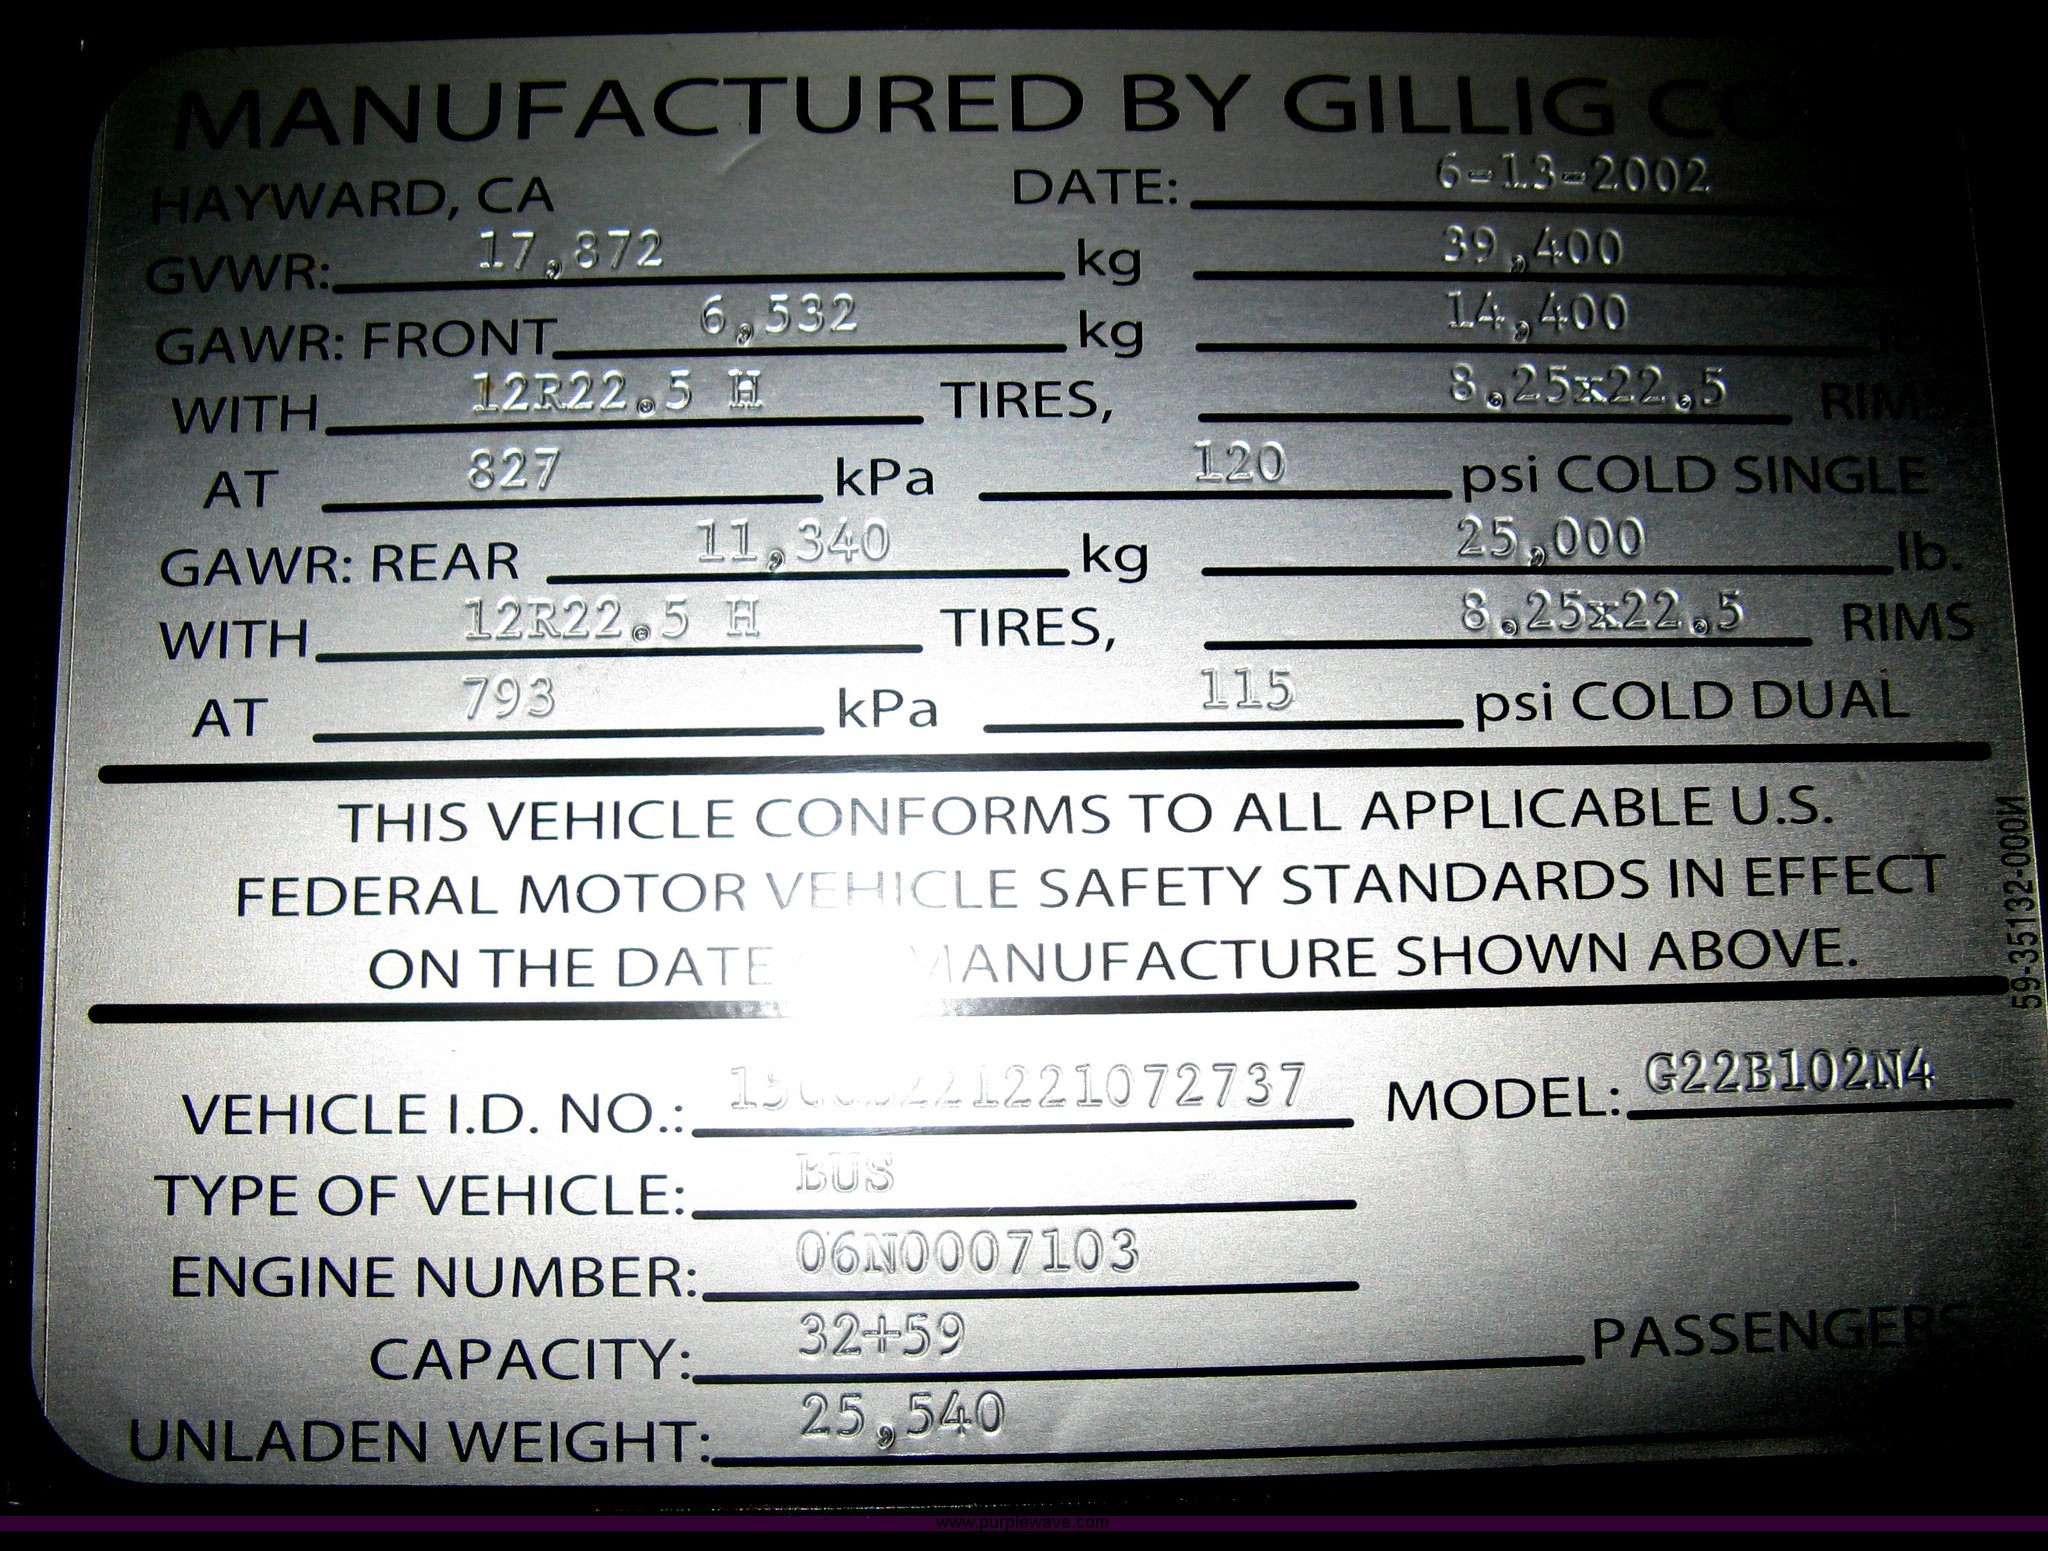 MANUFACTURED BY GILLIG
HAYWARD, CA DATE: 6-13-2002
GVWR: 17,872 kg 39,400
GAWR: FRONT 6,532 kg 14,400
WITH 12R22.5 H TIRES, 8.25x22.5 RIMS
AT 827 kPa 120 psi COLD SINGLE
GAWR: REAR 11,340 kg 25,000 lb.
WITH 12R22.5 H TIRES, 8.25x22.5 RIMS
AT 793 kPa 115 psi COLD DUAL
THIS VEHICLE CONFORMS TO ALL APPLICABLE U.S.
FEDERAL MOTOR VEHICLE SAFETY STANDARDS IN EFFECT
ON THE DATE MANUFACTURE SHOWN ABOVE.
59-35132-000N
VEHICLE I.D. NO.: MODEL: G22B102N4
TYPE OF VEHICLE: BUS
ENGINE NUMBER: 06N0007103
CAPACITY: 32+59 PASSENGERS
UNLADEN WEIGHT: 25,540
www.purplewave.com